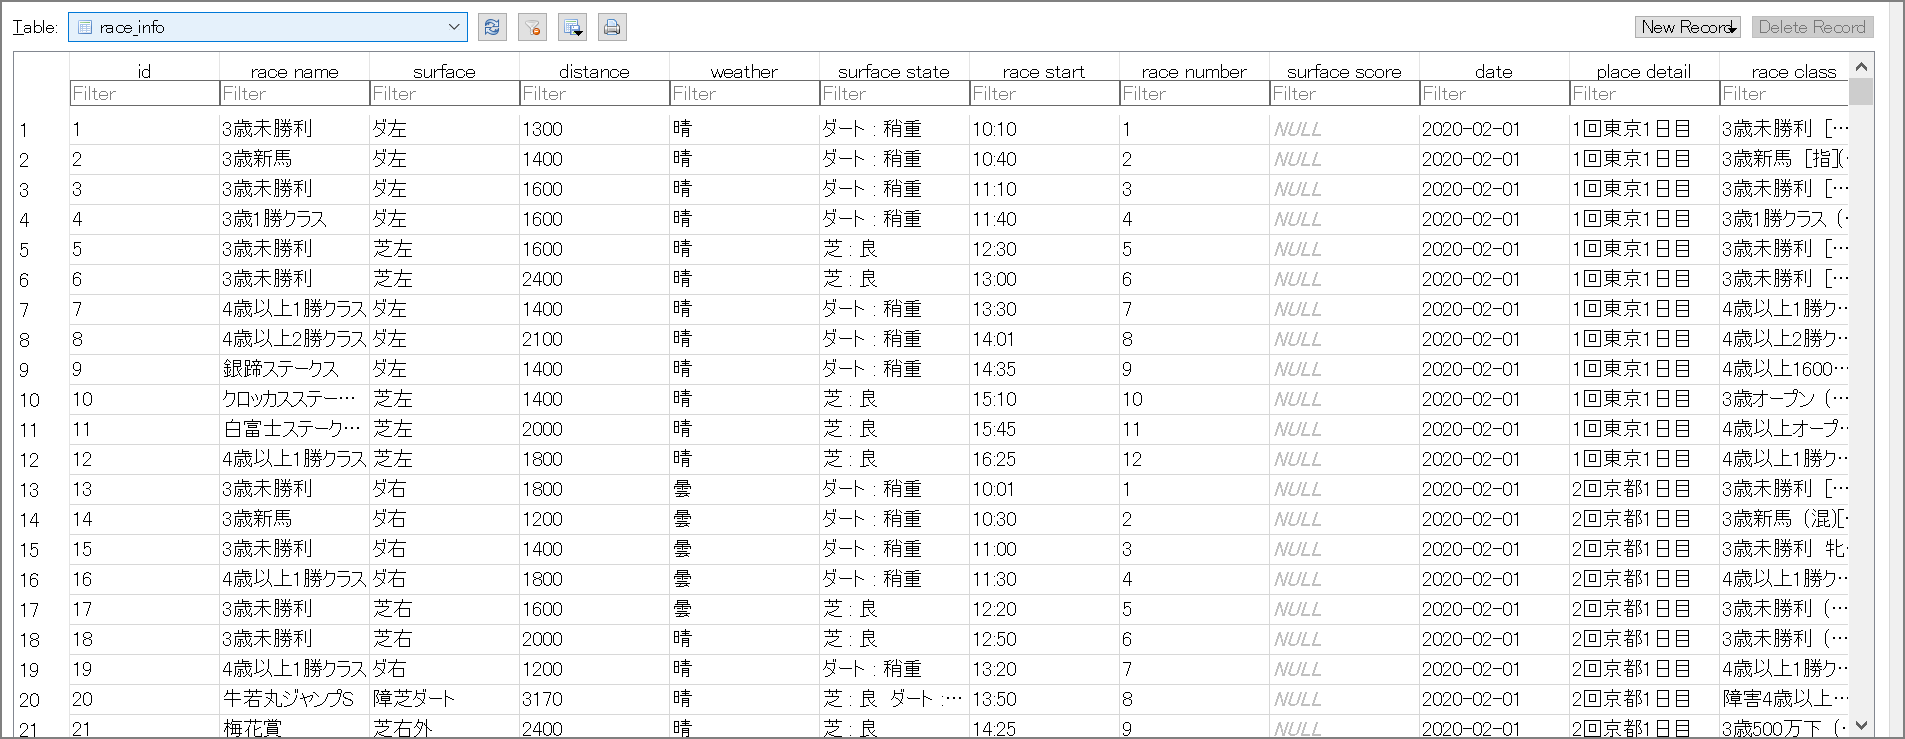 Table: race_info New Record Delete Record
id race name surface distance weather surface state race start race number surface score date place detail race class
Filter Filter Filter Filter Filter Filter Filter Filter Filter Filter Filter Filter
1 1 3歳未勝利 ダ左 1300 晴 ダート : 稍重 10:10 1 NULL 2020-02-01 1回東京1日目 3歳未勝利 […
2 2 3歳新馬 ダ左 1400 晴 ダート : 稍重 10:40 2 NULL 2020-02-01 1回東京1日目 3歳新馬 [指](…
3 3 3歳未勝利 ダ左 1600 晴 ダート : 稍重 11:10 3 NULL 2020-02-01 1回東京1日目 3歳未勝利 […
4 4 3歳1勝クラス ダ左 1600 晴 ダート : 稍重 11:40 4 NULL 2020-02-01 1回東京1日目 3歳1勝クラス (…
5 5 3歳未勝利 芝左 1600 晴 芝 : 良 12:30 5 NULL 2020-02-01 1回東京1日目 3歳未勝利 […
6 6 3歳未勝利 芝左 2400 晴 芝 : 良 13:00 6 NULL 2020-02-01 1回東京1日目 3歳未勝利 […
7 7 4歳以上1勝クラス ダ左 1400 晴 ダート : 稍重 13:30 7 NULL 2020-02-01 1回東京1日目 4歳以上1勝ク…
8 8 4歳以上2勝クラス ダ左 2100 晴 ダート : 稍重 14:01 8 NULL 2020-02-01 1回東京1日目 4歳以上2勝ク…
9 9 銀蹄ステークス ダ左 1400 晴 ダート : 稍重 14:35 9 NULL 2020-02-01 1回東京1日目 4歳以上1600…
10 10 クロッカスステー… 芝左 1400 晴 芝 : 良 15:10 10 NULL 2020-02-01 1回東京1日目 3歳オープン (…
11 11 白富士ステーク… 芝左 2000 晴 芝 : 良 15:45 11 NULL 2020-02-01 1回東京1日目 4歳以上オープ…
12 12 4歳以上1勝クラス 芝左 1800 晴 芝 : 良 16:25 12 NULL 2020-02-01 1回東京1日目 4歳以上1勝ク…
13 13 3歳未勝利 ダ右 1800 曇 ダート : 稍重 10:01 1 NULL 2020-02-01 2回京都1日目 3歳未勝利 […
14 14 3歳新馬 ダ右 1200 曇 ダート : 稍重 10:30 2 NULL 2020-02-01 2回京都1日目 3歳新馬 (混)[…
15 15 3歳未勝利 ダ右 1400 曇 ダート : 稍重 11:00 3 NULL 2020-02-01 2回京都1日目 3歳未勝利 牝…
16 16 4歳以上1勝クラス ダ右 1800 曇 ダート : 稍重 11:30 4 NULL 2020-02-01 2回京都1日目 4歳以上1勝ク…
17 17 3歳未勝利 芝右 1600 曇 芝 : 良 12:20 5 NULL 2020-02-01 2回京都1日目 3歳未勝利 (…
18 18 3歳未勝利 芝右 2000 晴 芝 : 良 12:50 6 NULL 2020-02-01 2回京都1日目 3歳未勝利 (…
19 19 4歳以上1勝クラス ダ右 1200 晴 ダート : 稍重 13:20 7 NULL 2020-02-01 2回京都1日目 4歳以上1勝ク…
20 20 牛若丸ジャンプS 障芝ダート 3170 晴 芝 : 良 ダート :… 13:50 8 NULL 2020-02-01 2回京都1日目 障害4歳以上…
21 21 梅花賞 芝右外 2400 晴 芝 : 良 14:25 9 NULL 2020-02-01 2回京都1日目 3歳500万下 (…